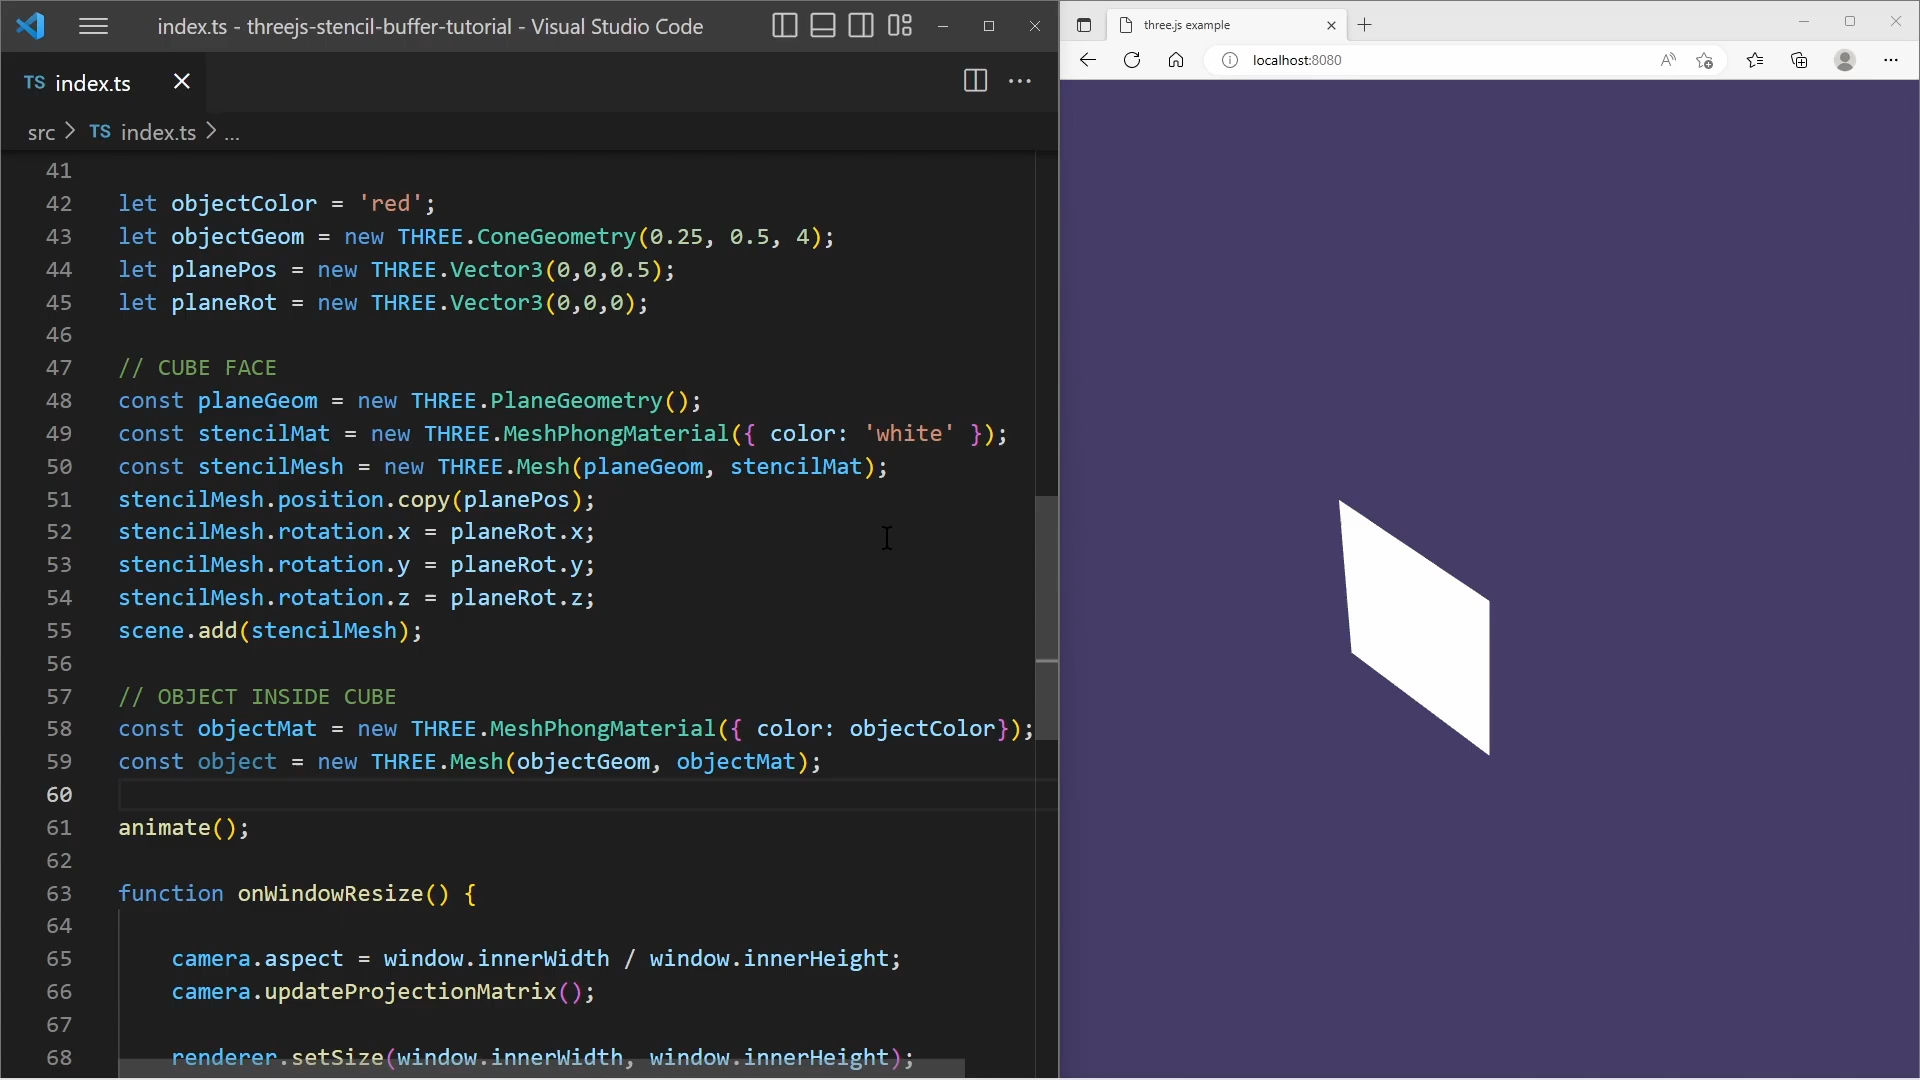 index.ts - threejs-stencil-buffer-tutorial - Visual Studio Code
TS index.ts
src > TS index.ts > ...
41
42 let objectColor = 'red';
43 let objectGeom = new THREE.ConeGeometry(0.25, 0.5, 4);
44 let planePos = new THREE.Vector3(0,0,0.5);
45 let planeRot = new THREE.Vector3(0,0,0);
46
47 // CUBE FACE
48 const planeGeom = new THREE.PlaneGeometry();
49 const stencilMat = new THREE.MeshPhongMaterial({ color: 'white' });
50 const stencilMesh = new THREE.Mesh(planeGeom, stencilMat);
51 stencilMesh.position.copy(planePos);
52 stencilMesh.rotation.x = planeRot.x;
53 stencilMesh.rotation.y = planeRot.y;
54 stencilMesh.rotation.z = planeRot.z;
55 scene.add(stencilMesh);
56
57 // OBJECT INSIDE CUBE
58 const objectMat = new THREE.MeshPhongMaterial({ color: objectColor});
59 const object = new THREE.Mesh(objectGeom, objectMat);
60
61 animate();
62
63 function onWindowResize() {
64
65 camera.aspect = window.innerWidth / window.innerHeight;
66 camera.updateProjectionMatrix();
67
68 renderer.setSize(window.innerWidth, window.innerHeight);
three.js example
localhost:8080